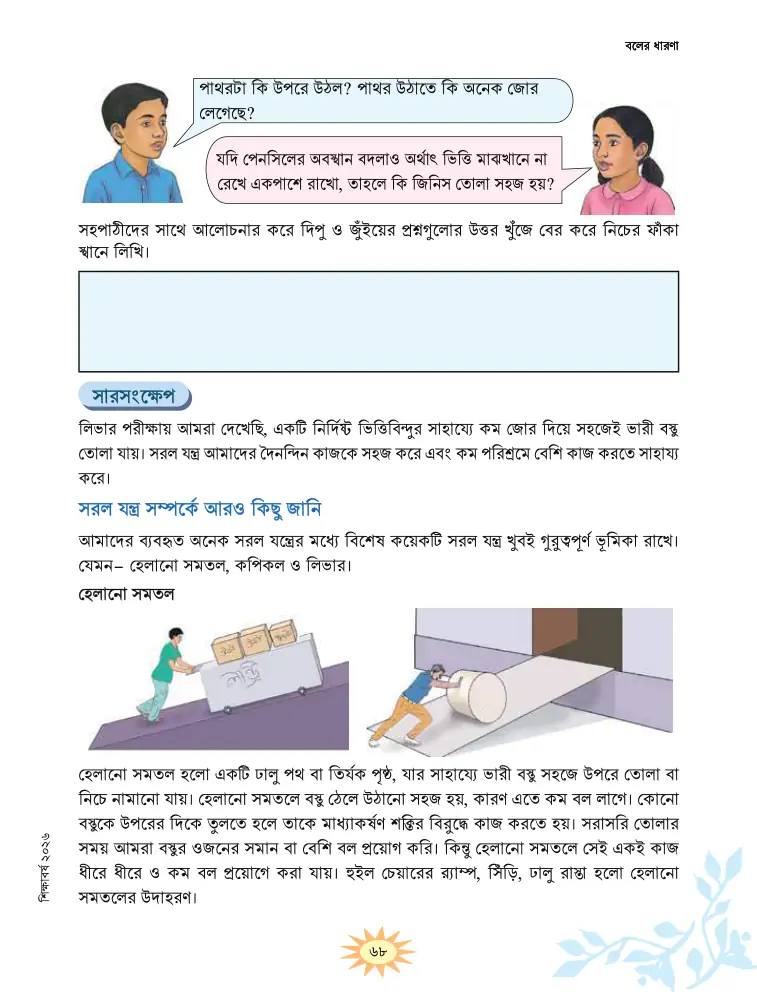 বলের ধারণা
পাথরটা কি উপরে উঠল? পাথর উঠাতে কি অনেক জোর
লেগেছে?
যদি পেনসিলের অবস্থান বদলাও অর্থাৎ ভিত্তি মাঝখানে না
রেখে একপাশে রাখো, তাহলে কি জিনিস তোলা সহজ হয়?
সহপাঠীদের সাথে আলোচনার করে দিপু ও জুঁইয়ের প্রশ্নগুলোর উত্তর খুঁজে বের করে নিচের ফাঁকা
স্থানে লিখি।
সারসংক্ষেপ
লিভার পরীক্ষায় আমরা দেখেছি, একটি নির্দিষ্ট ভিত্তিবিন্দুর সাহায্যে কম জোর দিয়ে সহজেই ভারী বস্তু
তোলা যায়। সরল যন্ত্র আমাদের দৈনন্দিন কাজকে সহজ করে এবং কম পরিশ্রমে বেশি কাজ করতে সাহায্য
করে।
সরল যন্ত্র সম্পর্কে আরও কিছু জানি
আমাদের ব্যবহৃত অনেক সরল যন্ত্রের মধ্যে বিশেষ কয়েকটি সরল যন্ত্র খুবই গুরুত্বপূর্ণ ভূমিকা রাখে।
যেমন– হেলানো সমতল, কপিকল ও লিভার।
হেলানো সমতল
হেলানো সমতল হলো একটি ঢালু পথ বা তির্যক পৃষ্ঠ, যার সাহায্যে ভারী বস্তু সহজে উপরে তোলা বা
নিচে নামানো যায়। হেলানো সমতলে বস্তু ঠেলে উঠানো সহজ হয়, কারণ এতে কম বল লাগে। কোনো
বস্তুকে উপরের দিকে তুলতে হলে তাকে মাধ্যাকর্ষণ শক্তির বিরুদ্ধে কাজ করতে হয়। সরাসরি তোলার
সময় আমরা বস্তুর ওজনের সমান বা বেশি বল প্রয়োগ করি। কিন্তু হেলানো সমতলে সেই একই কাজ
ধীরে ধীরে ও কম বল প্রয়োগে করা যায়। হুইল চেয়ারের র‍্যাম্প, সিঁড়ি, ঢালু রাস্তা হলো হেলানো
সমতলের উদাহরণ।
শিক্ষাবর্ষ ২০২৬
৬৮